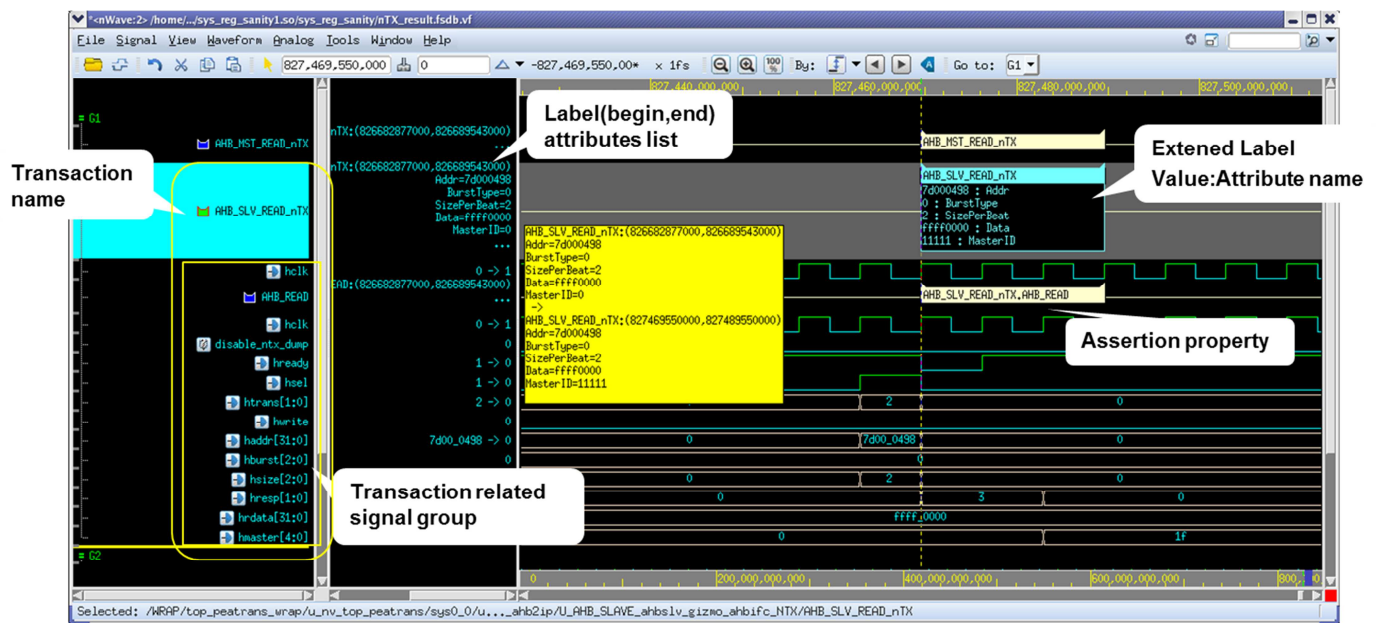 *<nWave:2> /home/.../sys_reg_sanity1.so/sys_reg_sanity/nTX_result.fsdb.vf
File Signal View Waveform Analog Tools Window Help
827,469,550,000 0 -827,469,550,00* x 1fs 100 % By: Go to: G1
827,440,000,000 827,460,000,000 827,480,000,000 827,500,000,000
Label(begin,end)
attributes list
Extened Label
Value:Attribute name
Transaction
name
= G1
AHB_MST_READ_nTX
nTX:(826682877000,826689543000)
...
AHB_MST_READ_nTX
AHB_SLV_READ_nTX
nTX:(826682877000,826689543000)
Addr=7d000498
BurstType=0
SizePerBeat=2
Data=ffff0000
MasterID=0
...
AHB_SLV_READ_nTX
7d000498 : Addr
0 : BurstType
2 : SizePerBeat
ffff0000 : Data
11111 : MasterID
AHB_SLV_READ_nTX:(826682877000,826689543000)
Addr=7d000498
BurstType=0
SizePerBeat=2
Data=ffff0000
MasterID=0
->
AHB_SLV_READ_nTX:(827469550000,827489550000)
Addr=7d000498
BurstType=0
SizePerBeat=2
Data=ffff0000
MasterID=11111
hclk 0 -> 1
AHB_READ
EAD:(826682877000,826689543000)
...
AHB_SLV_READ_nTX.AHB_READ
Assertion property
hclk 0 -> 1
disable_ntx_dump 0
hready 1 -> 0
hsel 1 -> 0
htrans[1:0] 2 -> 0 2 0
hwrite 0
haddr[31:0] 7d00_0498 -> 0 0 7d00_0498 0
hburst[2:0] 0 0
hsize[2:0] 0 2 0
hresp[1:0] 0 3 0
hrdata[31:0] ffff_0000
hmaster[4:0] 0 1f
Transaction related
signal group
= G2
0 200,000,000,000 400,000,000,000 600,000,000,000 800,
Selected: /WRAP/top_peatrans_wrap/u_nv_top_peatrans/sys0_0/u..._ahb2ip/U_AHB_SLAVE_ahbslv_gizmo_ahbifc_NTX/AHB_SLV_READ_nTX